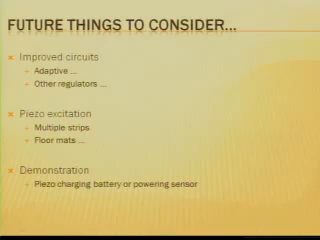 FUTURE THINGS TO CONSIDER...
Improved circuits
Adaptive ...
Other regulators ...
Piezo excitation
Multiple strips
Floor mats ...
Demonstration
Piezo charging battery or powering sensor